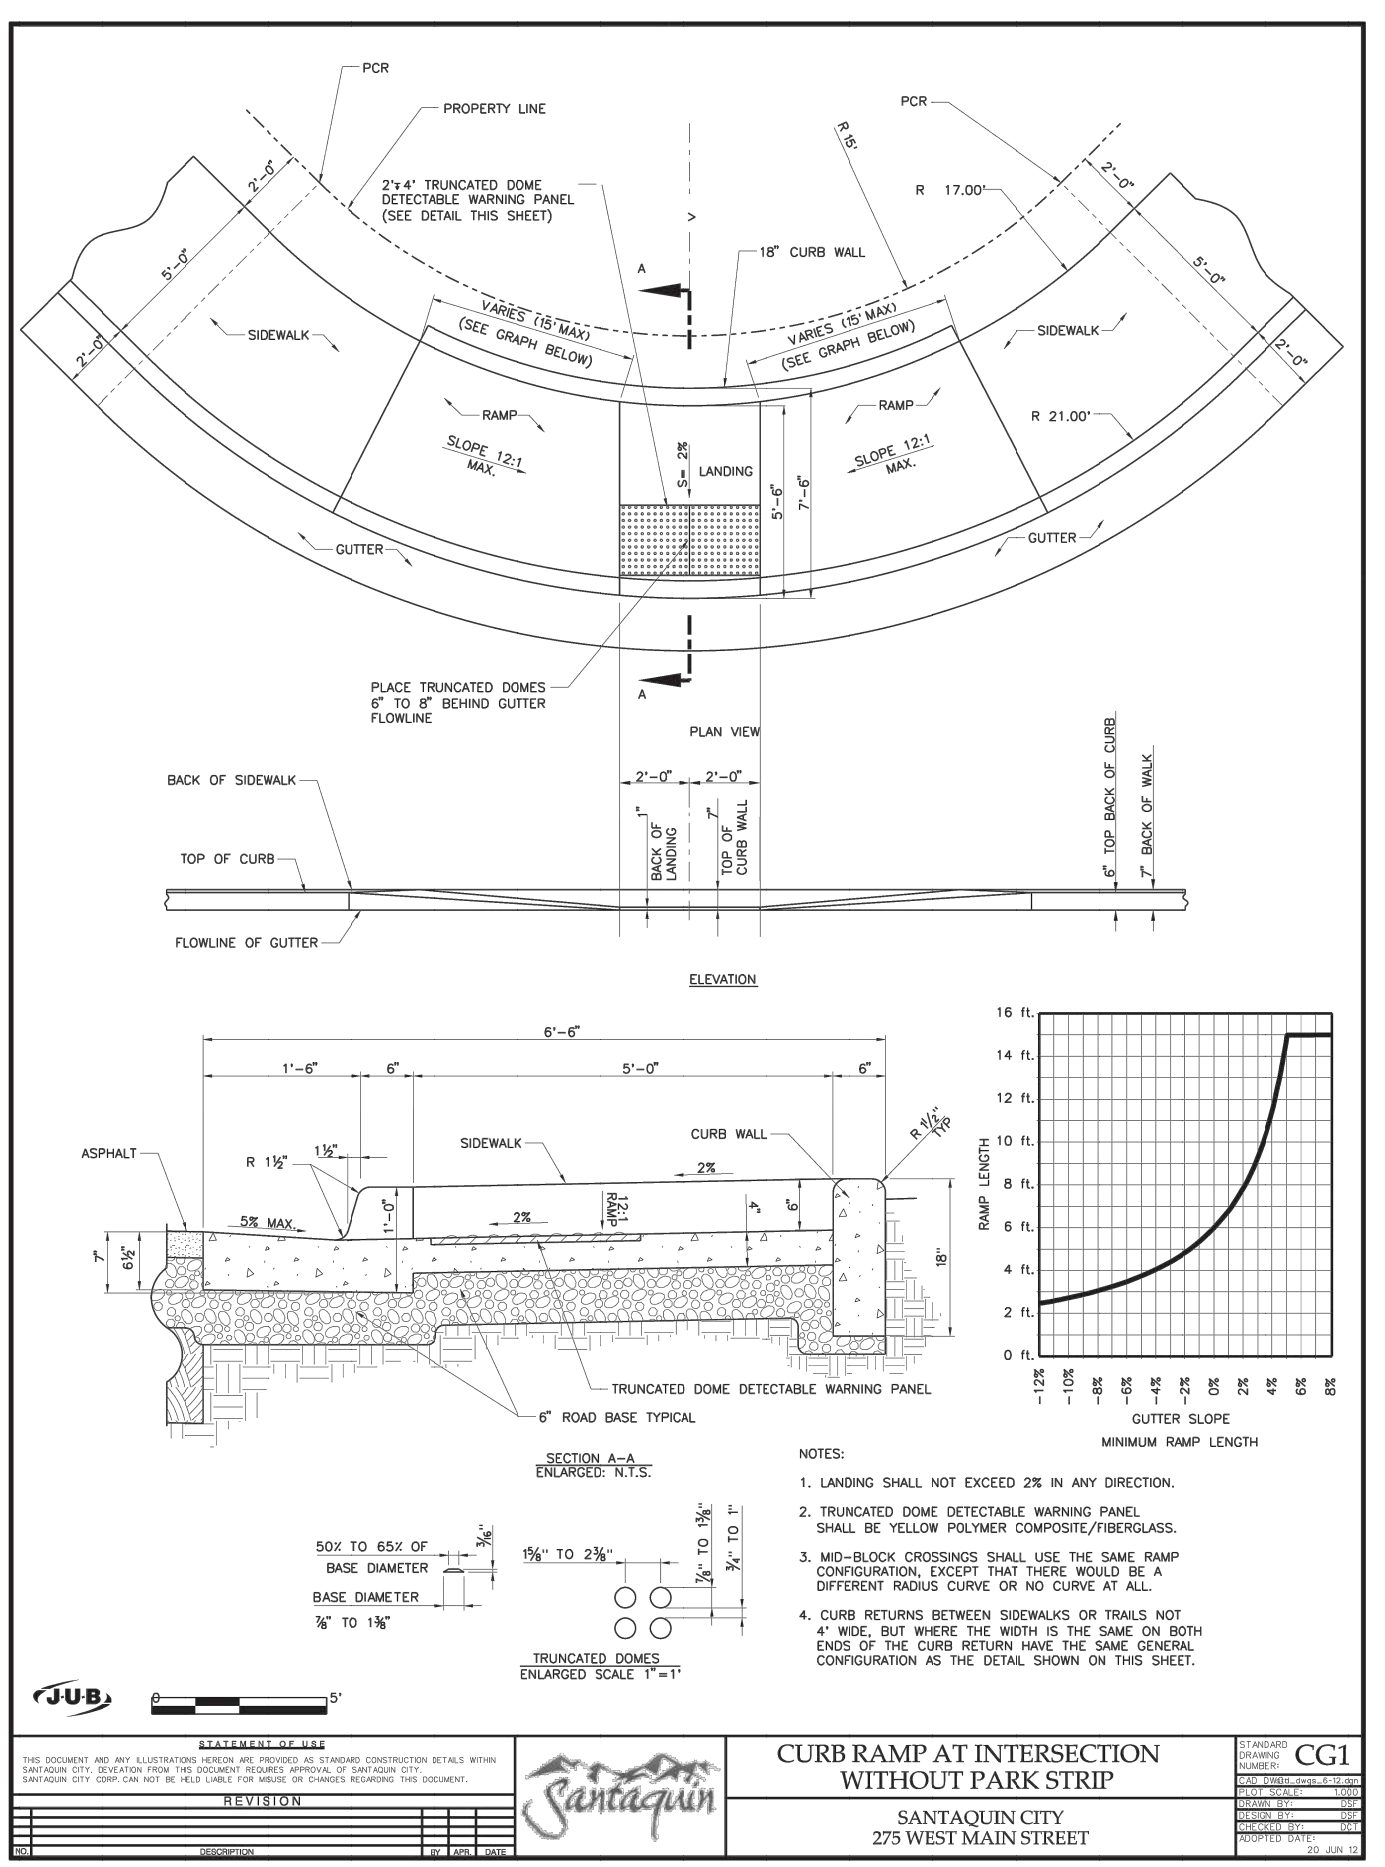 PCR
PROPERTY LINE
PCR
R 15'
2'-0"
2'x4' TRUNCATED DOME
DETECTABLE WARNING PANEL
(SEE DETAIL THIS SHEET)
R 17.00'
2'-0"
18" CURB WALL
A
5'-0"
5'-0"
VARIES (15' MAX)
(SEE GRAPH BELOW)
VARIES (15' MAX)
(SEE GRAPH BELOW)
SIDEWALK
SIDEWALK
2'-0"
2'-0"
RAMP
RAMP
R 21.00'
SLOPE 12:1
MAX.
S= 2%
LANDING
SLOPE 12:1
MAX.
5'-6"
7'-6"
GUTTER
GUTTER
PLACE TRUNCATED DOMES
6" TO 8" BEHIND GUTTER
FLOWLINE
A
PLAN VIEW
BACK OF SIDEWALK
2'-0"
2'-0"
TOP OF CURB
1"
BACK OF
LANDING
7"
TOP OF
CURB WALL
6" TOP BACK OF CURB
7" BACK OF WALK
FLOWLINE OF GUTTER
ELEVATION
6'-6"
1'-6"
6"
5'-0"
6"
ASPHALT
R 1½"
1½"
SIDEWALK
CURB WALL
R 1½"
TYP
2%
5% MAX.
1'-0"
2%
12:1
RAMP
4"
6"
7"
6½"
18"
TRUNCATED DOME DETECTABLE WARNING PANEL
6" ROAD BASE TYPICAL
SECTION A-A
ENLARGED: N.T.S.
16 ft.
14 ft.
12 ft.
10 ft.
8 ft.
6 ft.
4 ft.
2 ft.
0 ft.
RAMP LENGTH
-12%
-10%
-8%
-6%
-4%
-2%
0%
2%
4%
6%
8%
GUTTER SLOPE
MINIMUM RAMP LENGTH
NOTES:
1. LANDING SHALL NOT EXCEED 2% IN ANY DIRECTION.
2. TRUNCATED DOME DETECTABLE WARNING PANEL
SHALL BE YELLOW POLYMER COMPOSITE/FIBERGLASS.
3. MID-BLOCK CROSSINGS SHALL USE THE SAME RAMP
CONFIGURATION, EXCEPT THAT THERE WOULD BE A
DIFFERENT RADIUS CURVE OR NO CURVE AT ALL.
4. CURB RETURNS BETWEEN SIDEWALKS OR TRAILS NOT
4' WIDE, BUT WHERE THE WIDTH IS THE SAME ON BOTH
ENDS OF THE CURB RETURN HAVE THE SAME GENERAL
CONFIGURATION AS THE DETAIL SHOWN ON THIS SHEET.
50% TO 65% OF
BASE DIAMETER
3/16"
BASE DIAMETER
⅞" TO 1⅜"
1⅝" TO 2⅜"
⅞" TO 1⅜"
¾" TO 1"
TRUNCATED DOMES
ENLARGED SCALE 1"=1'
J-U-B
0
5'
STATEMENT OF USE
THIS DOCUMENT AND ANY ILLUSTRATIONS HEREON ARE PROVIDED AS STANDARD CONSTRUCTION DETAILS WITHIN
SANTAQUIN CITY. DEVEATION FROM THIS DOCUMENT REQUIRES APPROVAL OF SANTAQUIN CITY.
SANTAQUIN CITY CORP. CAN NOT BE HELD LIABLE FOR MISUSE OR CHANGES REGARDING THIS DOCUMENT.
REVISION
NO.
DESCRIPTION
BY
APR.
DATE
Santaquin
CURB RAMP AT INTERSECTION
WITHOUT PARK STRIP
SANTAQUIN CITY
275 WEST MAIN STREET
STANDARD
DRAWING
NUMBER:
CG1
PLOT SCALE: 1.000
DRAWN BY: DSF
DESIGN BY: DSF
CHECKED BY: DCT
ADOPTED DATE:
20 JUN 12